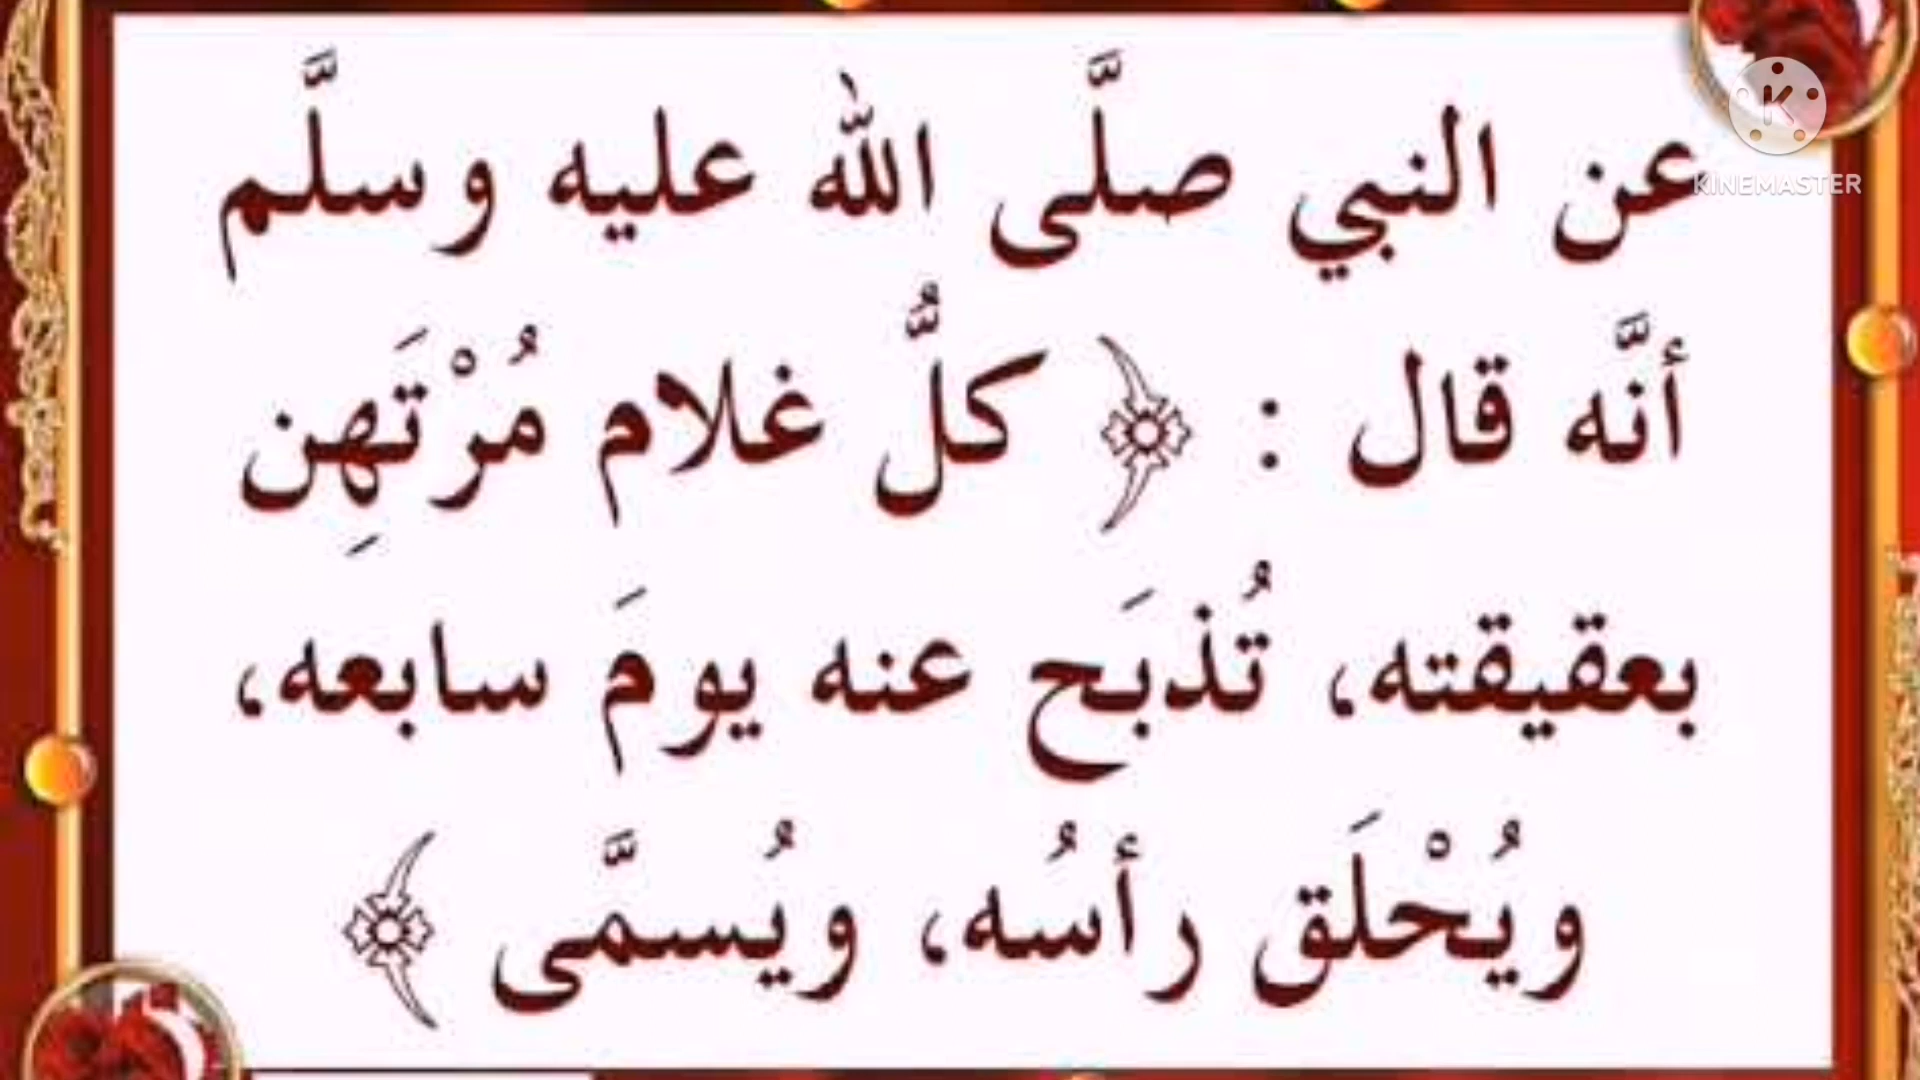 عن النبي صلَّى الله عليه وسلَّم
أنَّه قال : ﴿ كلُّ غلام مُرْتَهِن
بعقيقته، تُذبَح عنه يومَ سابعه،
ويُحْلَق رأسُه، ويُسمَّى ﴾
KINEMASTER